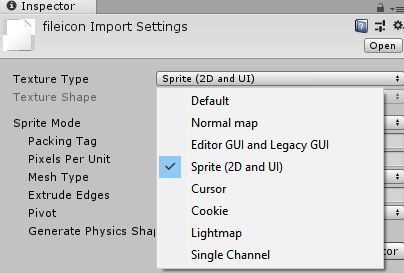 Inspector
fileicon Import Settings
Open
Texture Type Sprite (2D and UI)
Texture Shape
Default
Normal map
Editor GUI and Legacy GUI
Sprite (2D and UI)
Cursor
Cookie
Lightmap
Single Channel
Sprite Mode
Packing Tag
Pixels Per Unit
Mesh Type
Extrude Edges
Pivot
Generate Physics Shap
tor